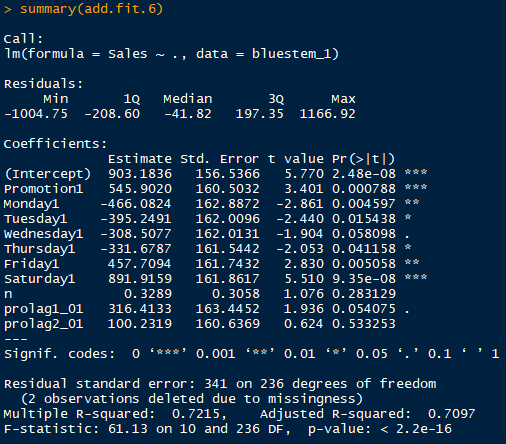 > summary(add.fit.6)
Call:
lm(formula = Sales ~ ., data = bluestem_1)
Residuals:
Min 1Q Median 3Q Max
-1004.75 -208.60 -41.82 197.35 1166.92
Coefficients:
Estimate Std. Error t value Pr(>|t|)
(Intercept) 903.1836 156.5366 5.770 2.48e-08 ***
Promotion1 545.9020 160.5032 3.401 0.000788 ***
Monday1 -466.0824 162.8872 -2.861 0.004597 **
Tuesday1 -395.2491 162.0096 -2.440 0.015438 *
Wednesday1 -308.5077 162.0131 -1.904 0.058098 .
Thursday1 -331.6787 161.5442 -2.053 0.041158 *
Friday1 457.7094 161.7432 2.830 0.005058 **
Saturday1 891.9159 161.8617 5.510 9.35e-08 ***
n 0.3289 0.3058 1.076 0.283129
prolag1_01 316.4133 163.4452 1.936 0.054075 .
prolag2_01 100.2319 160.6369 0.624 0.533253
---
Signif. codes: 0 ‘***’ 0.001 ‘**’ 0.01 ‘*’ 0.05 ‘.’ 0.1 ‘ ’ 1
Residual standard error: 341 on 236 degrees of freedom
(2 observations deleted due to missingness)
Multiple R-squared: 0.7215, Adjusted R-squared: 0.7097
F-statistic: 61.13 on 10 and 236 DF, p-value: < 2.2e-16